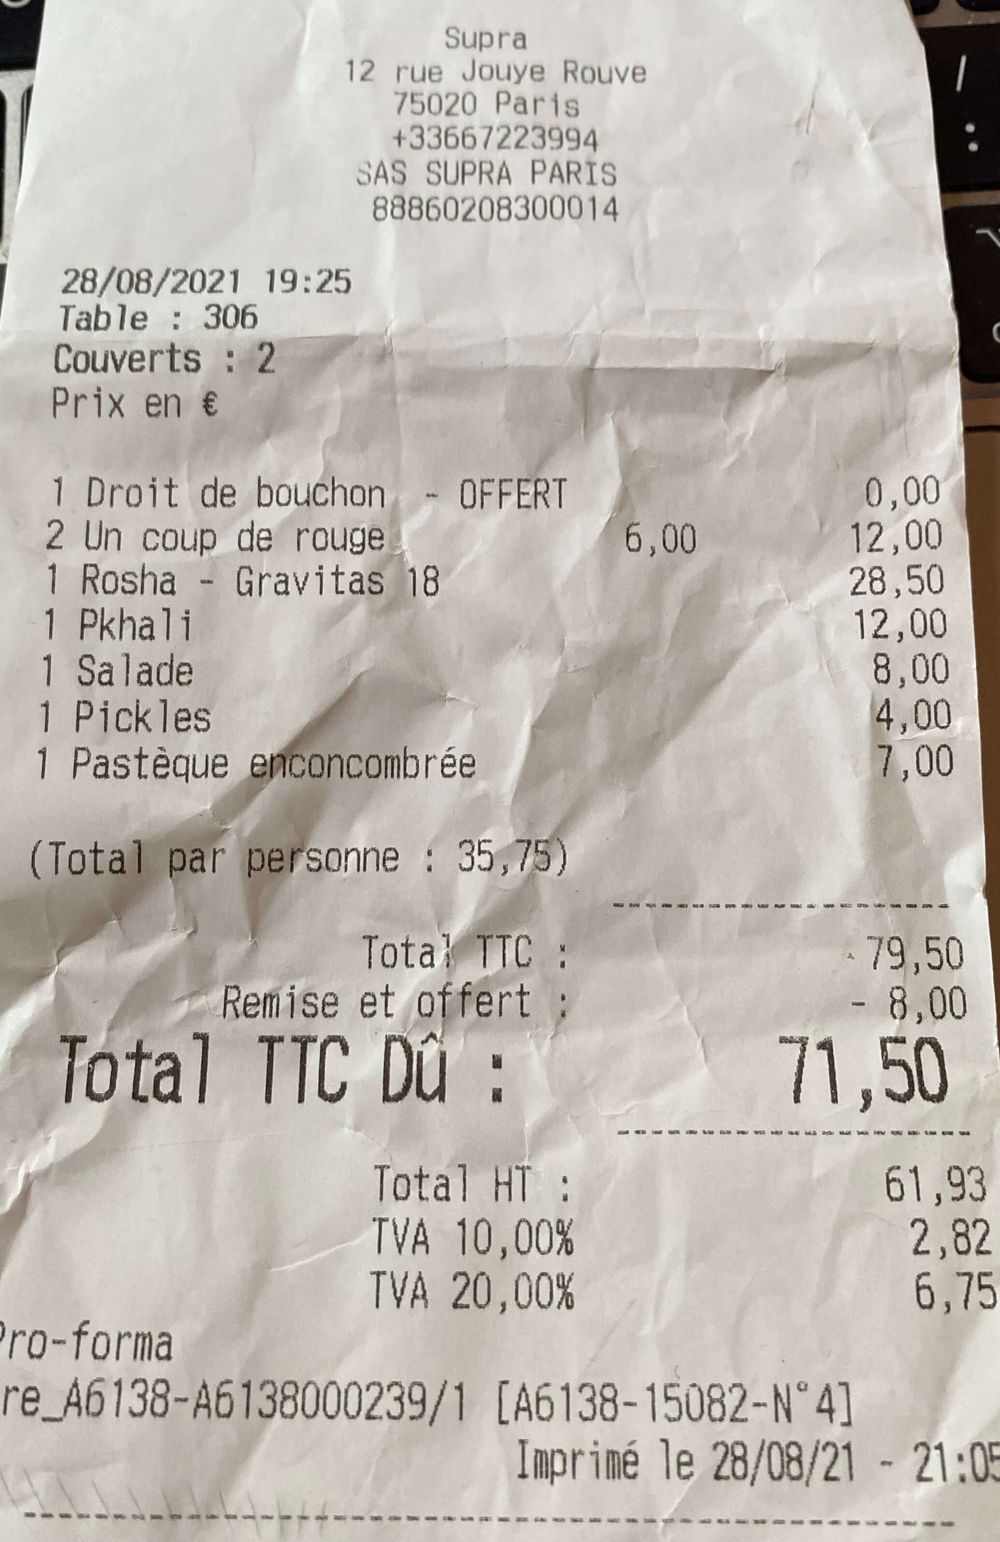 Supra
12 rue Jouye Rouve
75020 Paris
+33667223994
SAS SUPRA PARIS
88860208300014
28/08/2021 19:25
Table : 306
Couverts : 2
Prix en €
1 Droit de bouchon - OFFERT 0,00
2 Un coup de rouge 6,00 12,00
1 Rosha - Gravitas 18 28,50
1 Pkhali 12,00
1 Salade 8,00
1 Pickles 4,00
1 Pastèque enconcombrée 7,00
(Total par personne : 35,75)
Total TTC : 79,50
Remise et offert : - 8,00
Total TTC Dû : 71,50
Total HT : 61,93
TVA 10,00% 2,82
TVA 20,00% 6,75
Pro-forma
re_A6138-A6138000239/1 [A6138-15082-N°4]
Imprimé le 28/08/21 - 21:05